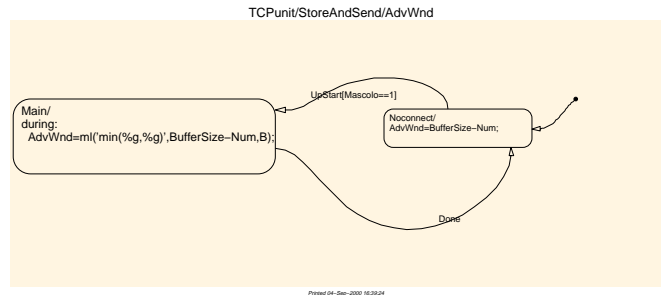 TCPunit/StoreAndSend/AdvWnd
UpStart[Mascolo==1]
Main/
during:
AdvWnd=ml('min(%g,%g)',BufferSize−Num,B);
Noconnect/
AdvWnd=BufferSize−Num;
Done
Printed 04−Sep−2000 16:39:24